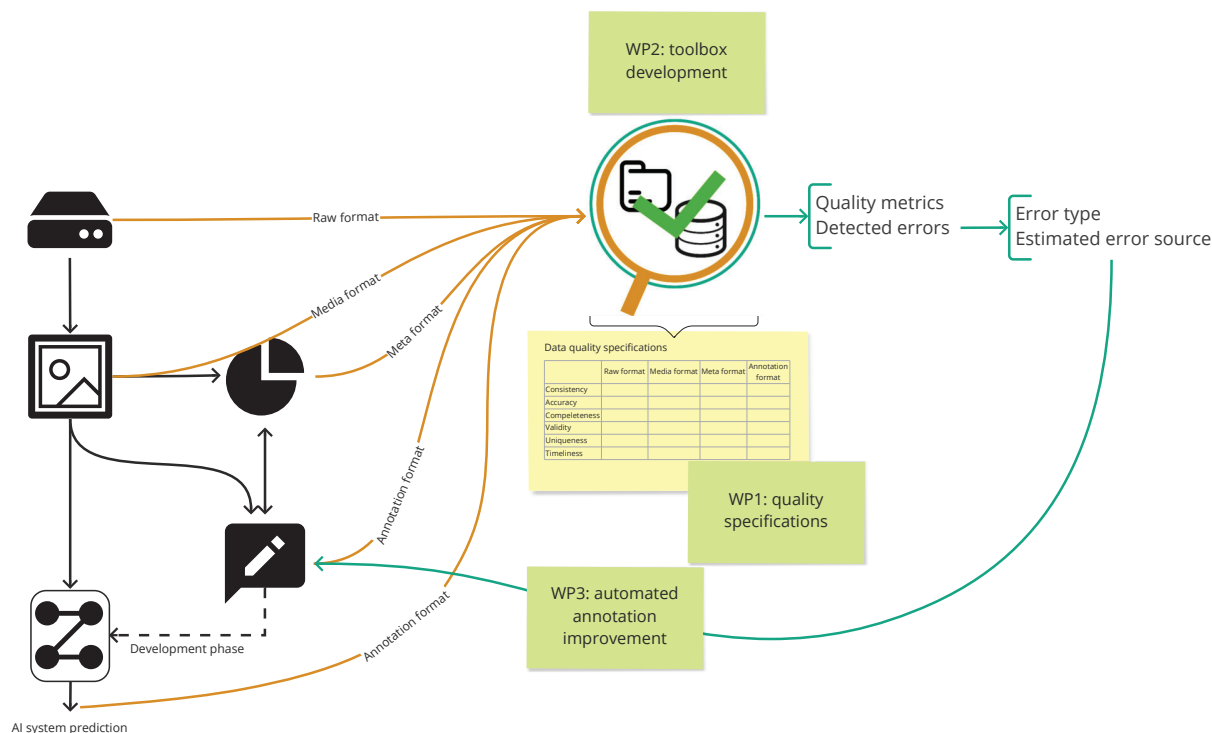 WP2: toolbox
development
Raw format
Media format
Meta format
Annotation format
Annotation format
Quality metrics
Detected errors
Error type
Estimated error source
Data quality specifications
Raw format Media format Meta format Annotation
format
Consistency
Accuracy
Compeleteness
Validity
Uniqueness
Timeliness
WP1: quality
specifications
WP3: automated
annotation
improvement
Development phase
AI system prediction